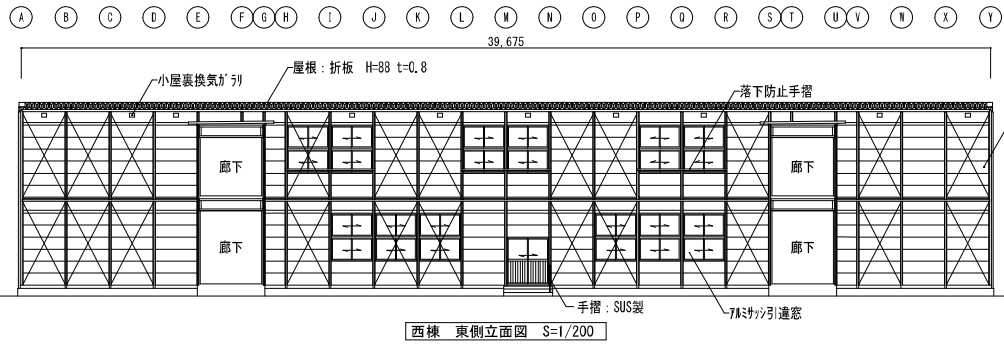 A B C D E F G H I J K L M N O P Q R S T U V W X Y
39,675
屋根：折板 H=88 t=0.8
小屋裏換気ｶﾞﾗﾘ
落下防止手摺
廊下
廊下
廊下
廊下
手摺：SUS製
ｱﾙﾐｻｯｼ引違窓
西棟 東側立面図 S=1/200